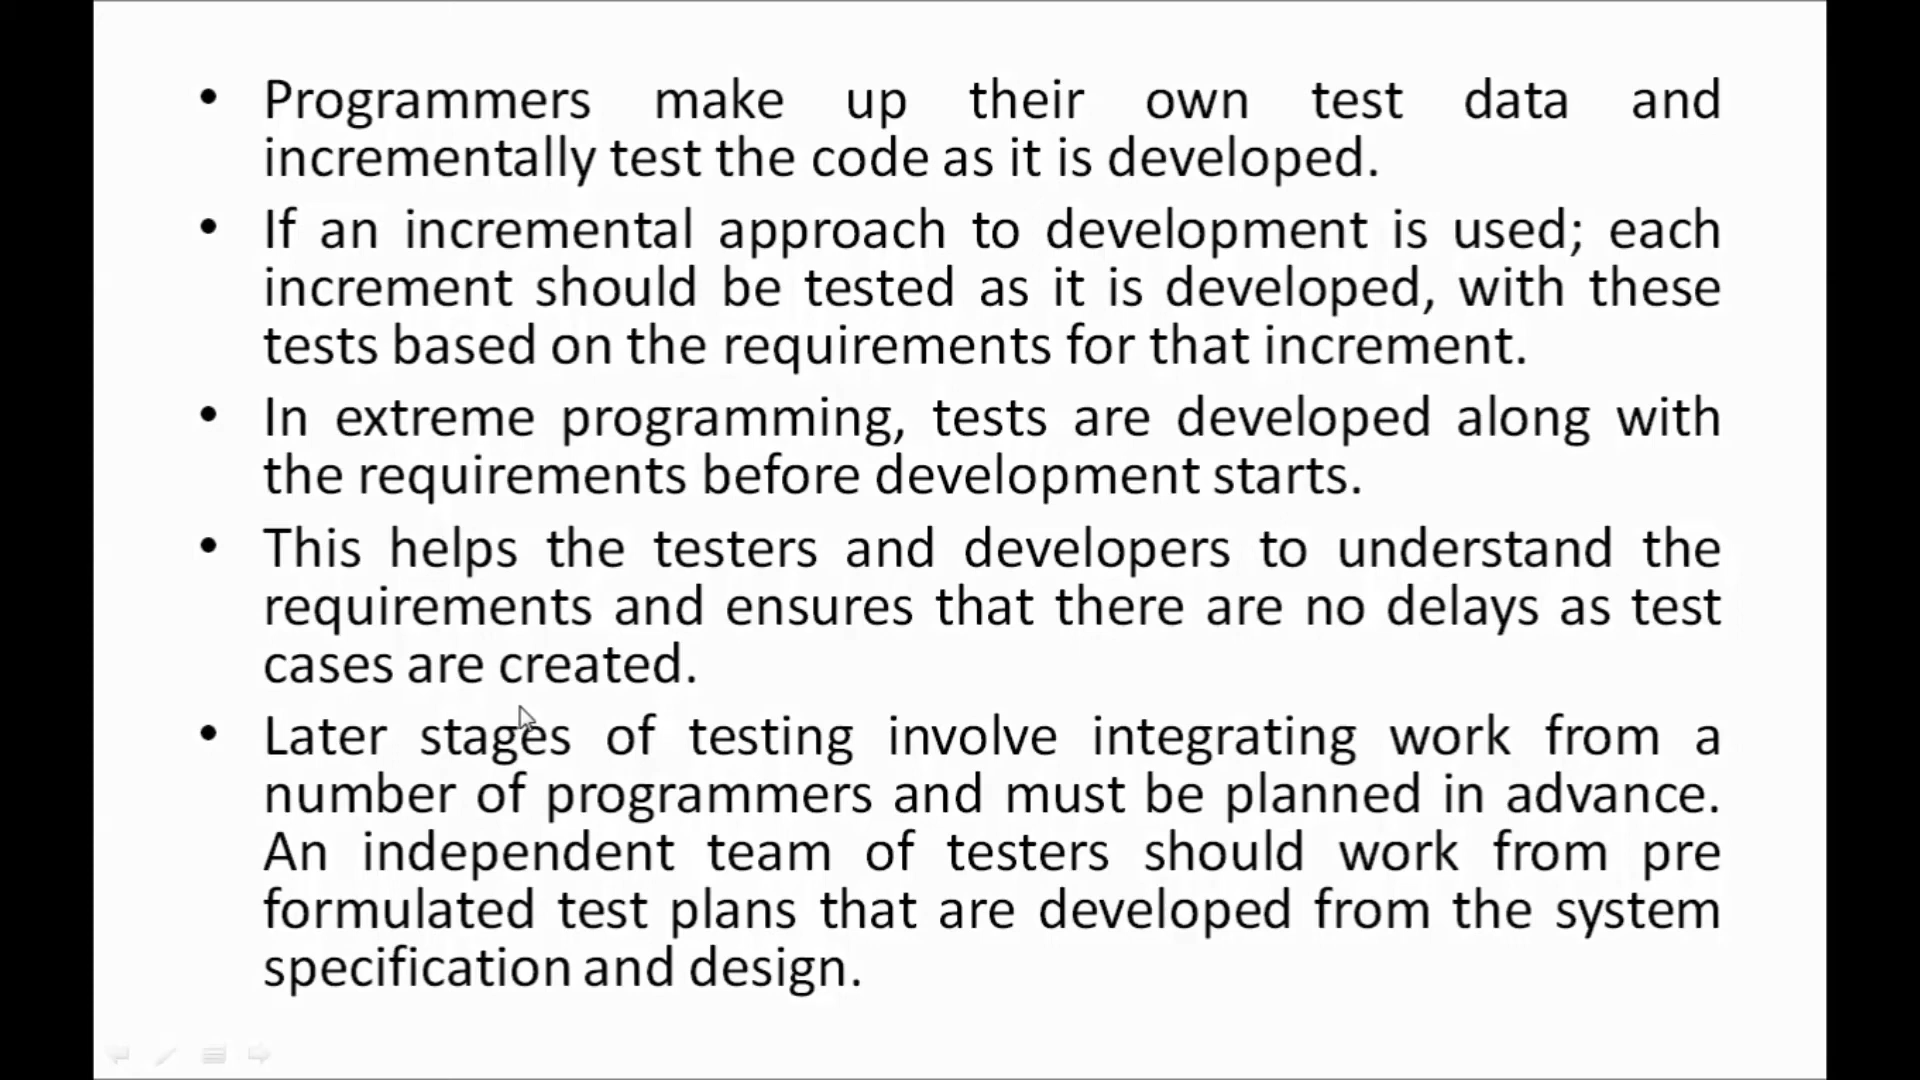 • Programmers make up their own test data and
incrementally test the code as it is developed.
• If an incremental approach to development is used; each
increment should be tested as it is developed, with these
tests based on the requirements for that increment.
• In extreme programming, tests are developed along with
the requirements before development starts.
• This helps the testers and developers to understand the
requirements and ensures that there are no delays as test
cases are created.
• Later stages of testing involve integrating work from a
number of programmers and must be planned in advance.
An independent team of testers should work from pre
formulated test plans that are developed from the system
specification and design.